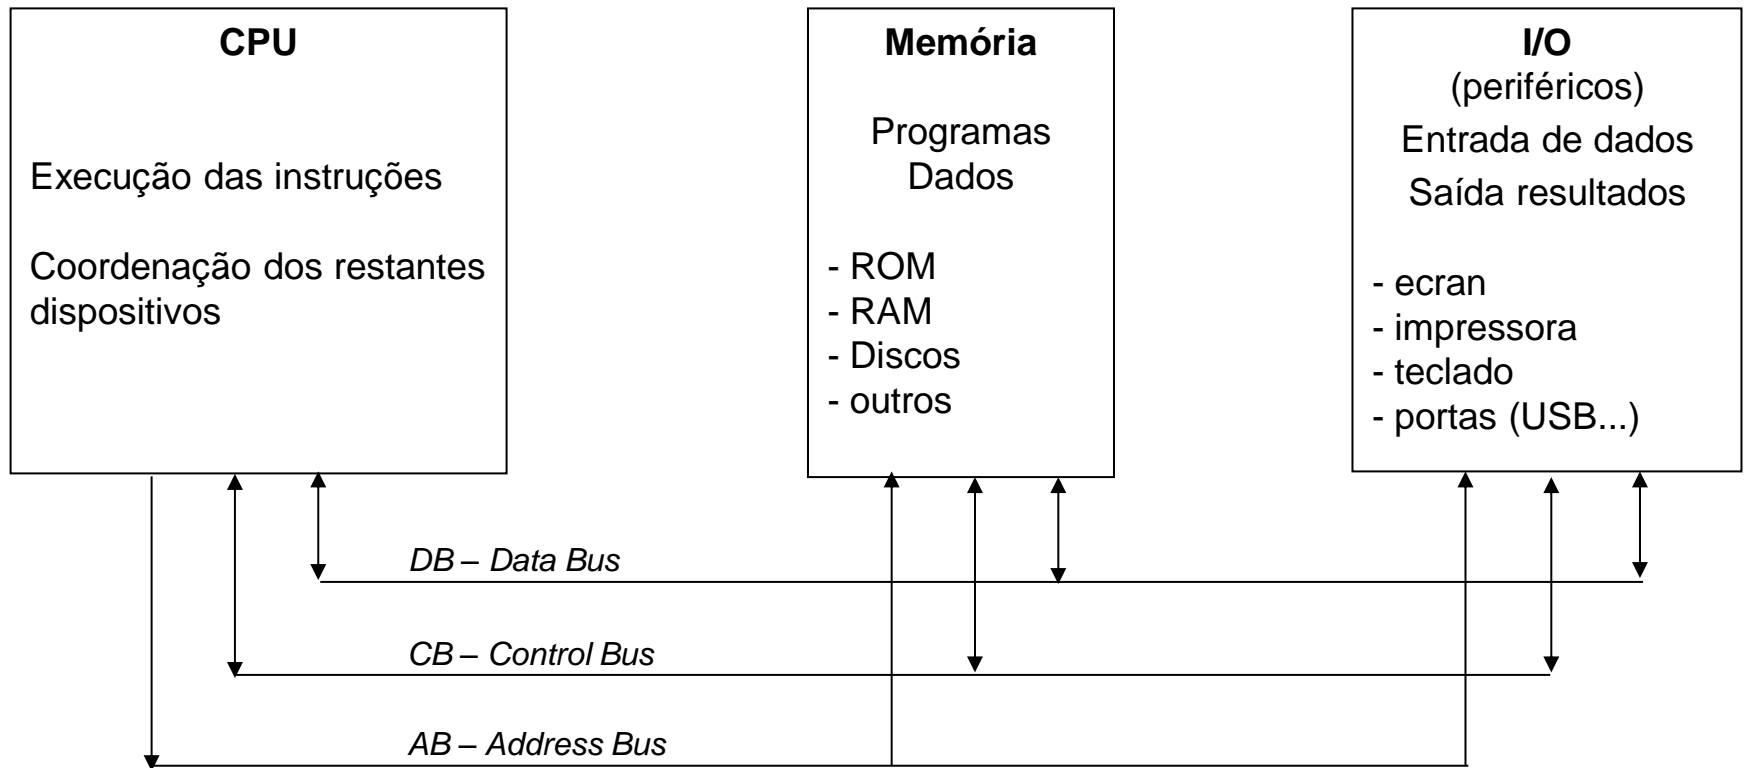 CPU
Execução das instruções
Coordenação dos restantes
dispositivos
Memória
Programas
Dados
- ROM
- RAM
- Discos
- outros
I/O
(periféricos)
Entrada de dados
Saída resultados
- ecran
- impressora
- teclado
- portas (USB...)
DB – Data Bus
CB – Control Bus
AB – Address Bus